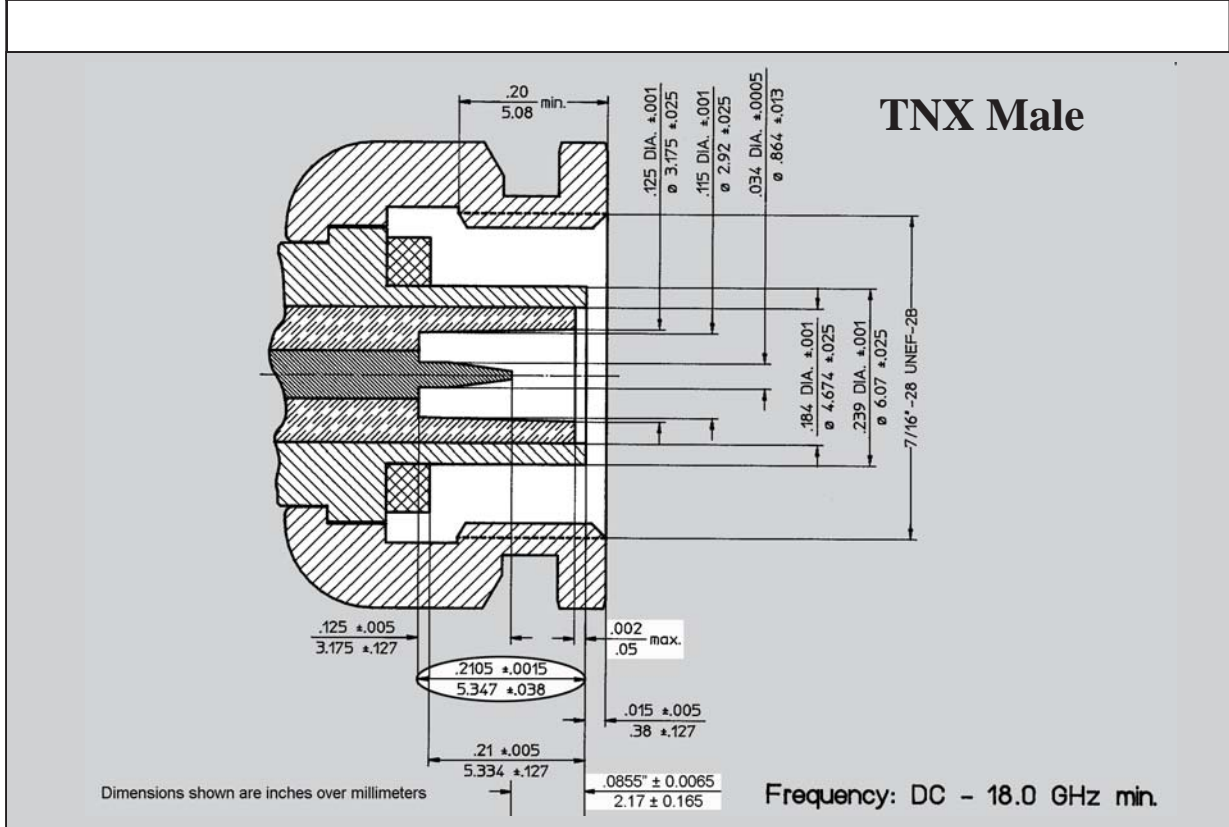 TNX Male
.20
5.08
min.
.125 DIA. ±.001
ø 3.175 ±.025
.115 DIA. ±.001
ø 2.92 ±.025
.034 DIA. ±.0005
ø .864 ±.013
.184 DIA. ±.001
ø 4.674 ±.025
.239 DIA. ±.001
ø 6.07 ±.025
7/16"-28 UNEF-2B
.125 ±.005
3.175 ±.127
.002
.05
max.
.2105 ±.0015
5.347 ±.038
.015 ±.005
.38 ±.127
.21 ±.005
5.334 ±.127
.0855" ± 0.0065
2.17 ± 0.165
Dimensions shown are inches over millimeters
Frequency: DC - 18.0 GHz min.